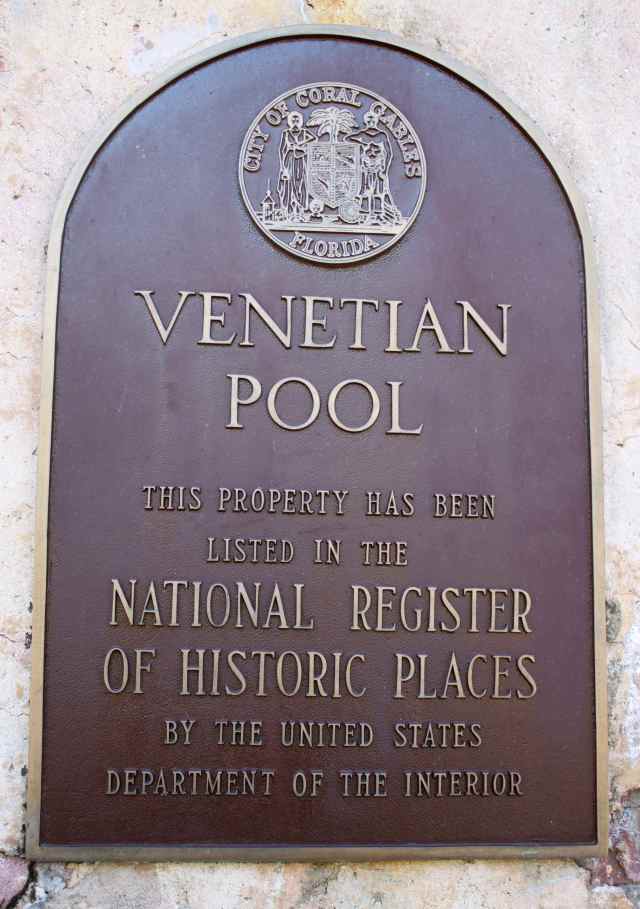 CITY OF CORAL GABLES
FLORIDA
VENETIAN
POOL
THIS PROPERTY HAS BEEN
LISTED IN THE
NATIONAL REGISTER
OF HISTORIC PLACES
BY THE UNITED STATES
DEPARTMENT OF THE INTERIOR